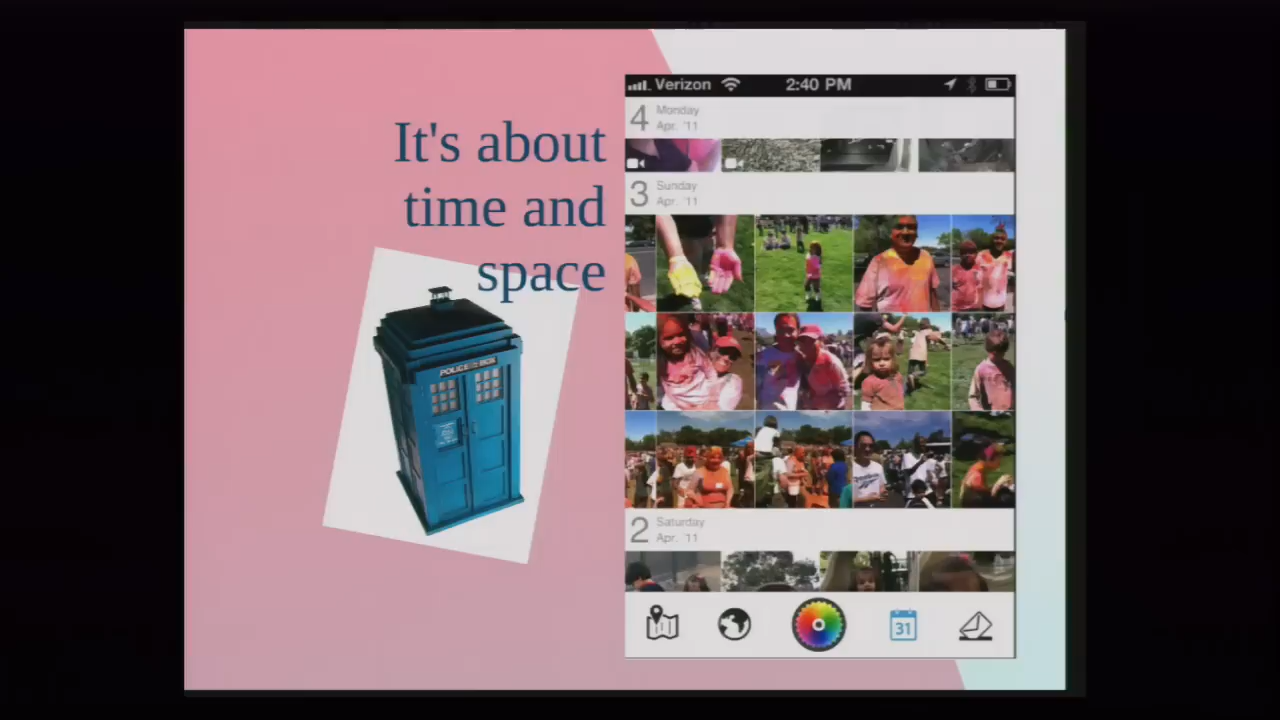 It's about
time and
space
POLICE BOX
Verizon 2:40 PM
4 Monday
Apr. '11
3 Sunday
Apr. '11
2 Saturday
Apr. '11
31